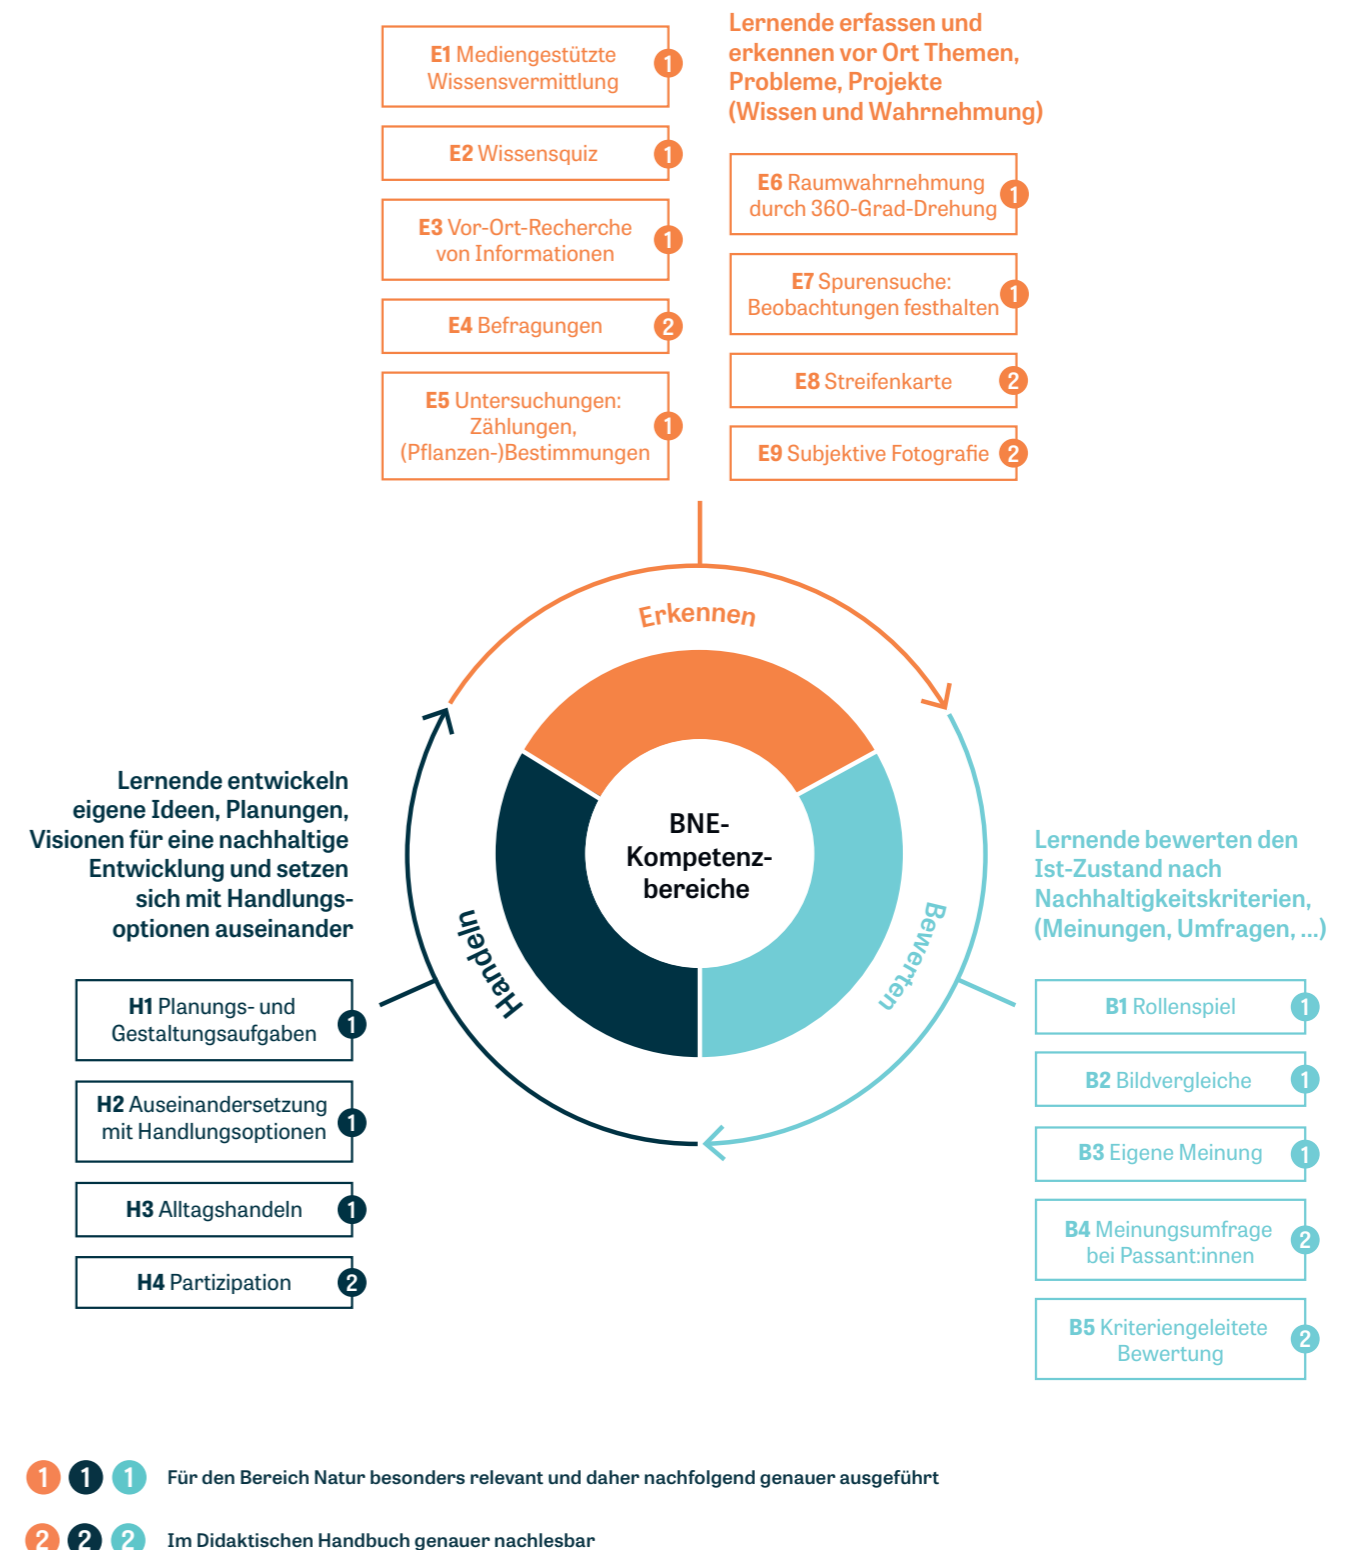 E1 Mediengestützte
Wissensvermittlung
1
E2 Wissensquiz
1
E3 Vor-Ort-Recherche
von Informationen
1
E4 Befragungen
2
E5 Untersuchungen:
Zählungen,
(Pflanzen-)Bestimmungen
1
Lernende erfassen und
erkennen vor Ort Themen,
Probleme, Projekte
(Wissen und Wahrnehmung)
E6 Raumwahrnehmung
durch 360-Grad-Drehung
1
E7 Spurensuche:
Beobachtungen festhalten
1
E8 Streifenkarte
2
E9 Subjektive Fotografie
2
Erkennen
BNE-
Kompetenz-
bereiche
Bewerten
Handeln
Lernende entwickeln
eigene Ideen, Planungen,
Visionen für eine nachhaltige
Entwicklung und setzen
sich mit Handlungs-
optionen auseinander
H1 Planungs- und
Gestaltungsaufgaben
1
H2 Auseinandersetzung
mit Handlungsoptionen
1
H3 Alltagshandeln
1
H4 Partizipation
2
Lernende bewerten den
Ist-Zustand nach
Nachhaltigkeitskriterien,
(Meinungen, Umfragen, ...)
B1 Rollenspiel
1
B2 Bildvergleiche
1
B3 Eigene Meinung
1
B4 Meinungsumfrage
bei Passant:innen
2
B5 Kriteriengeleitete
Bewertung
2
1 1 1 Für den Bereich Natur besonders relevant und daher nachfolgend genauer ausgeführt
2 2 2 Im Didaktischen Handbuch genauer nachlesbar